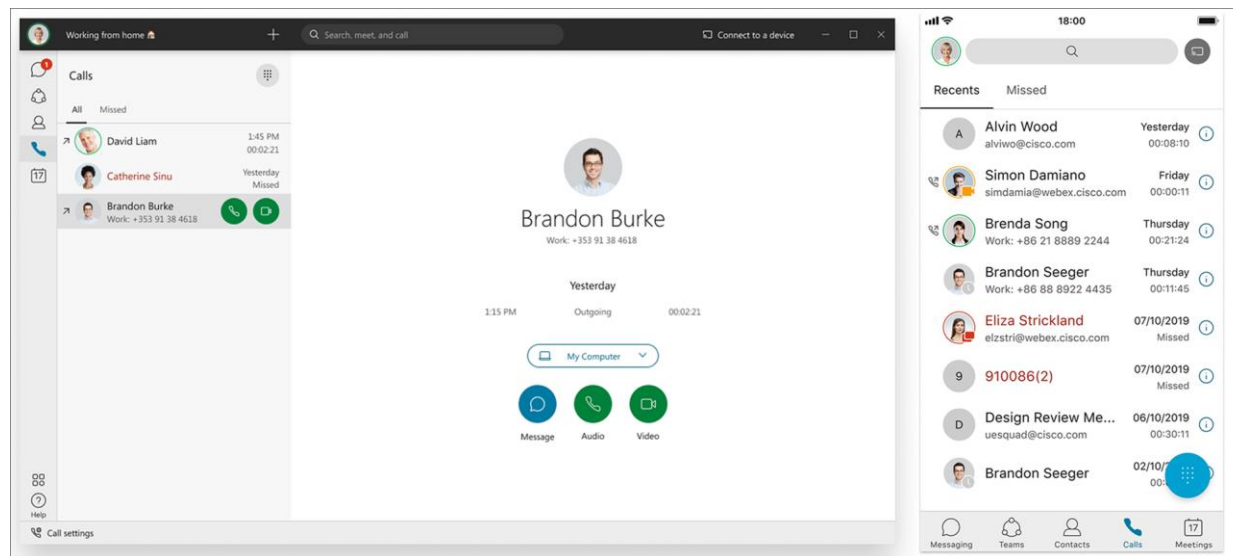 Working from home
Search, meet, and call
Connect to a device
1
Calls
All Missed
David Liam
1:45 PM
00:02:21
Catherine Sinu
Yesterday
Missed
Brandon Burke
Work: +353 91 38 4618
17
Help
Call settings
Brandon Burke
Work: +353 91 38 4618
Yesterday
1:15 PM Outgoing 00:02:21
My Computer
Message Audio Video
18:00
Recents Missed
A
Alvin Wood
Yesterday
alviwo@cisco.com
00:08:10
Simon Damiano
Friday
simdamia@webex.cisco.com
00:00:11
Brenda Song
Thursday
Work: +86 21 8889 2244
00:21:24
Brandon Seeger
Thursday
Work: +86 88 8922 4435
00:11:45
Eliza Strickland
07/10/2019
elzstri@webex.cisco.com
Missed
9
910086(2)
07/10/2019
Missed
D
Design Review Me...
06/10/2019
uesquad@cisco.com
00:30:11
Brandon Seeger
02/10/
00:
17
Messaging Teams Contacts Calls Meetings